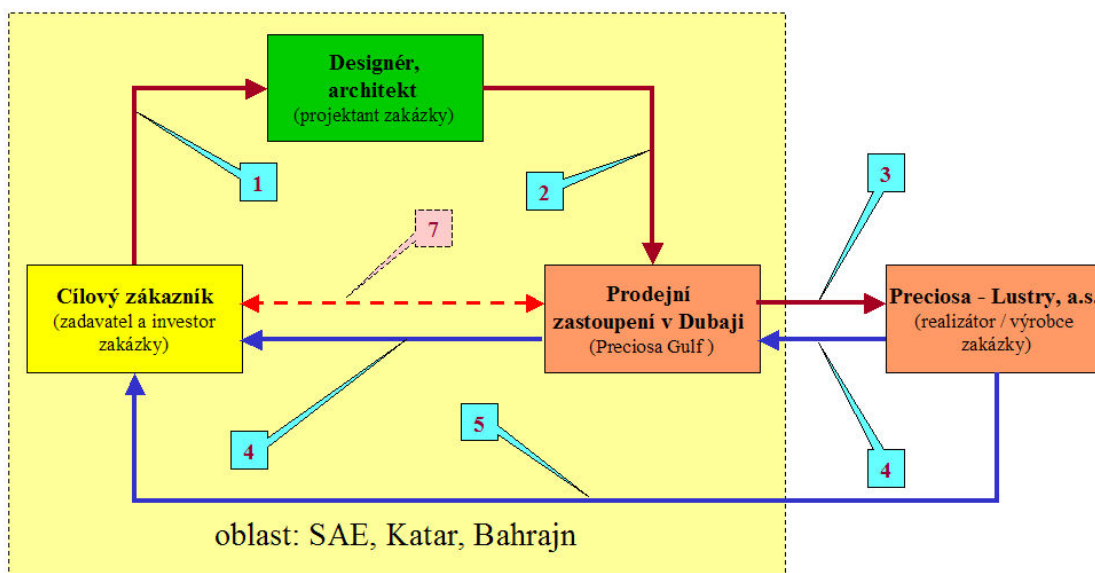 Designér,
architekt
(projektant zakázky)
1
2
3
7
Cílový zákazník
(zadavatel a investor
zakázky)
Prodejní
zastoupení v Dubaji
(Preciosa Gulf )
Preciosa - Lustry, a.s.
(realizátor / výrobce
zakázky)
4
5
4
oblast: SAE, Katar, Bahrajn